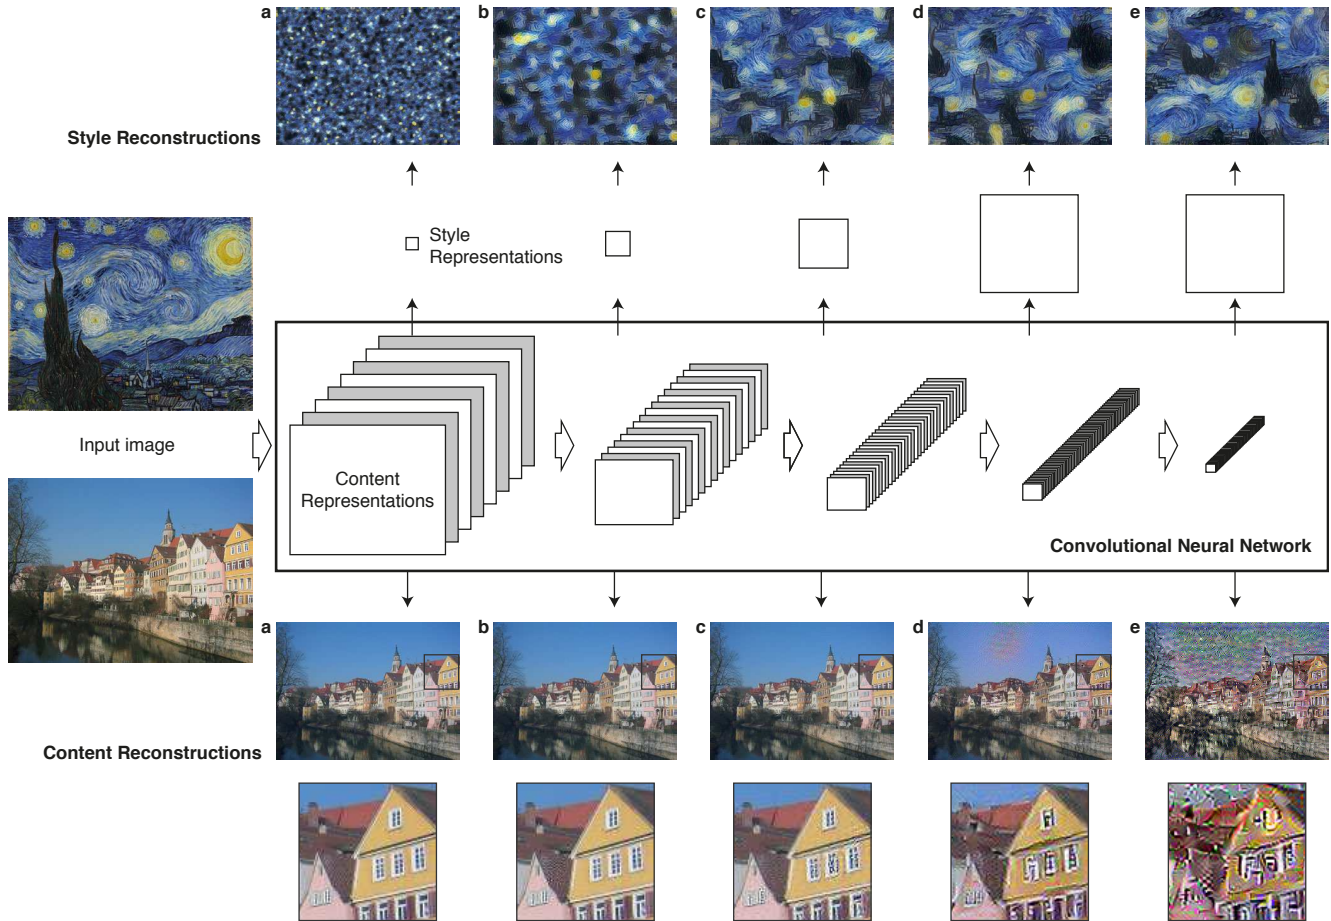 a
b
c
d
e
Style Reconstructions
Style
Representations
Input image
Content
Representations
Convolutional Neural Network
a
b
c
d
e
Content Reconstructions